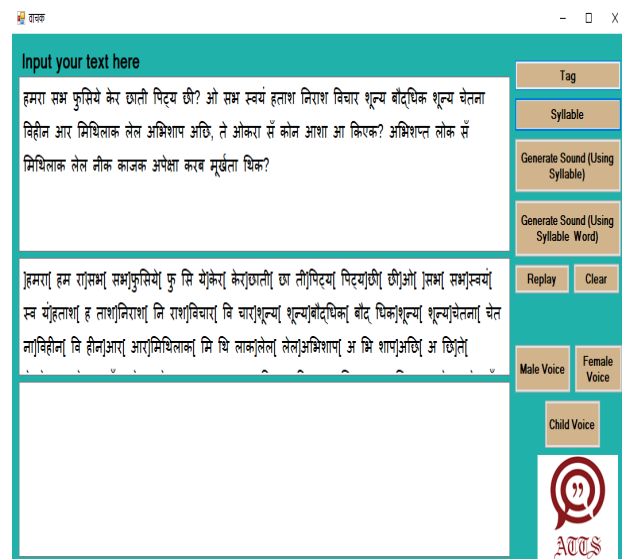 वाचक
Input your text here
हमरा सभ फुसिये केर छाती पिट्य छी? ओ सभ स्वयं हताश निराश विचार शून्य बौद्धिक शून्य चेतना
विहीन आर मिथिलाक लेल अभिशाप अछि, ते ओकरा सँ कोन आशा आ किएक? अभिशप्त लोक सँ
मिथिलाक लेल नीक काजक अपेक्षा करब मूर्खता थिक?
]हमरा[ हम रा]सभ[ सभ]फुसिये[ फु सि ये]केर[ केर]छाती[ छा ती]पिट्य[ पिट्य]छी[ छी]ओ[ ]सभ[ सभ]स्वयं[
स्व यं]हताश[ ह ताश]निराश[ नि राश]विचार[ वि चार]शून्य[ शून्य]बौद्धिक[ बौद् धिक]शून्य[ शून्य]चेतना[ चेत
ना]विहीन[ वि हीन]आर[ आर]मिथिलाक[ मि थि लाक]लेल[ लेल]अभिशाप[ अ भि शाप]अछि[ अ छि]ते[
Tag
Syllable
Generate Sound (Using
Syllable)
Generate Sound (Using
Syllable Word)
Replay
Clear
Male Voice
Female
Voice
Child Voice
ATTS